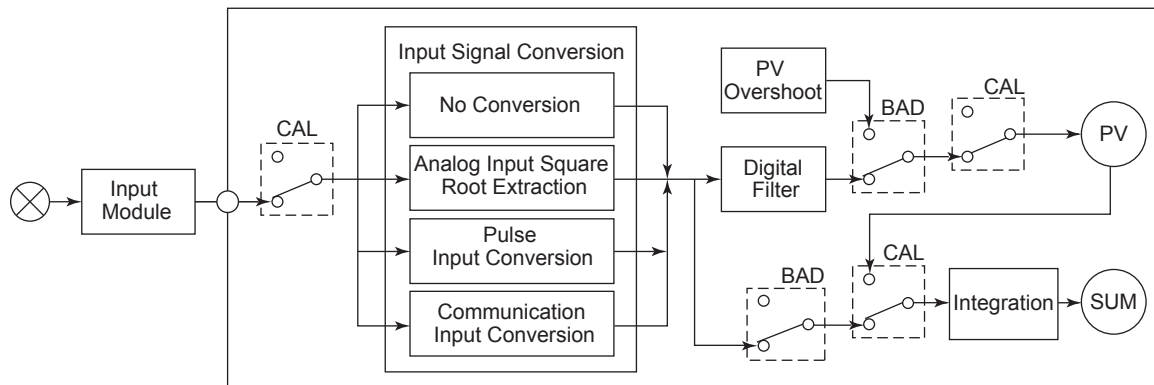 Input Signal Conversion
No Conversion
Analog Input Square
Root Extraction
Pulse
Input Conversion
Communication
Input Conversion
CAL
Input
Module
PV
Overshoot
BAD
CAL
PV
Digital
Filter
BAD
CAL
Integration
SUM